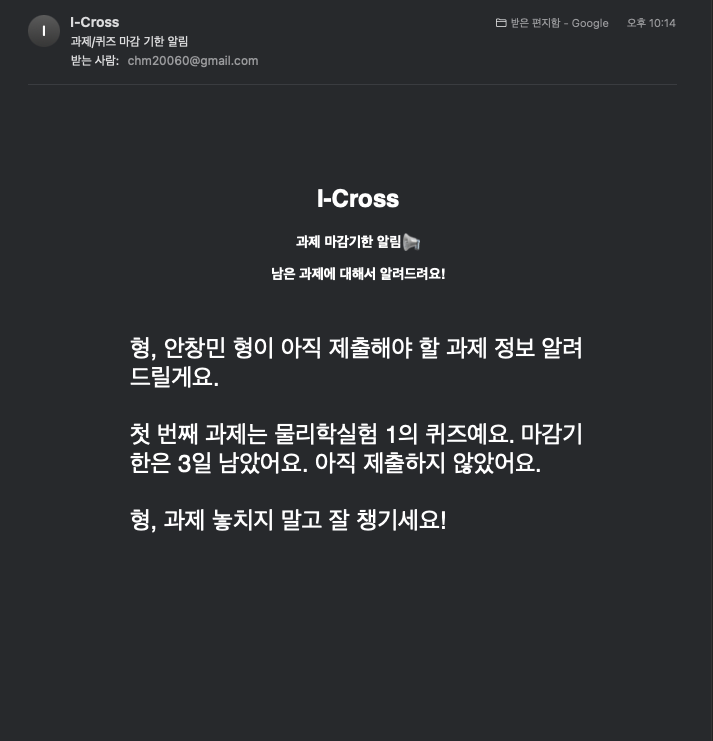 I
I-Cross
받은 편지함 - Google
오후 10:14
과제/퀴즈 마감 기한 알림
받는 사람: chm20060@gmail.com
I-Cross
과제 마감기한 알림
남은 과제에 대해서 알려드려요!
형, 안창민 형이 아직 제출해야 할 과제 정보 알려
드릴게요.
첫 번째 과제는 물리학실험 1의 퀴즈예요. 마감기
한은 3일 남았어요. 아직 제출하지 않았어요.
형, 과제 놓치지 말고 잘 챙기세요!